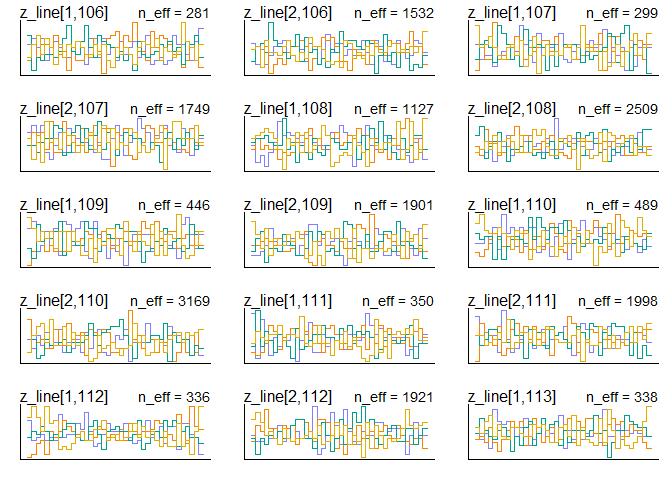 z_line[1,106] n_eff = 281 z_line[2,106] n_eff = 1532 z_line[1,107] n_eff = 299
z_line[2,107] n_eff = 1749 z_line[1,108] n_eff = 1127 z_line[2,108] n_eff = 2509
z_line[1,109] n_eff = 446 z_line[2,109] n_eff = 1901 z_line[1,110] n_eff = 489
z_line[2,110] n_eff = 3169 z_line[1,111] n_eff = 350 z_line[2,111] n_eff = 1998
z_line[1,112] n_eff = 336 z_line[2,112] n_eff = 1921 z_line[1,113] n_eff = 338